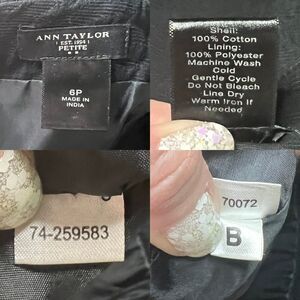 ANN TAYLOR
EST. 1954
PETITE
6P
MADE IN
INDIA
Shell:
100% Cotton
Lining:
100% Polyester
Machine Wash
Cold
Gentle Cycle
Do Not Bleach
Line Dry
Warm Iron If
Needed
74-259583
70072
B